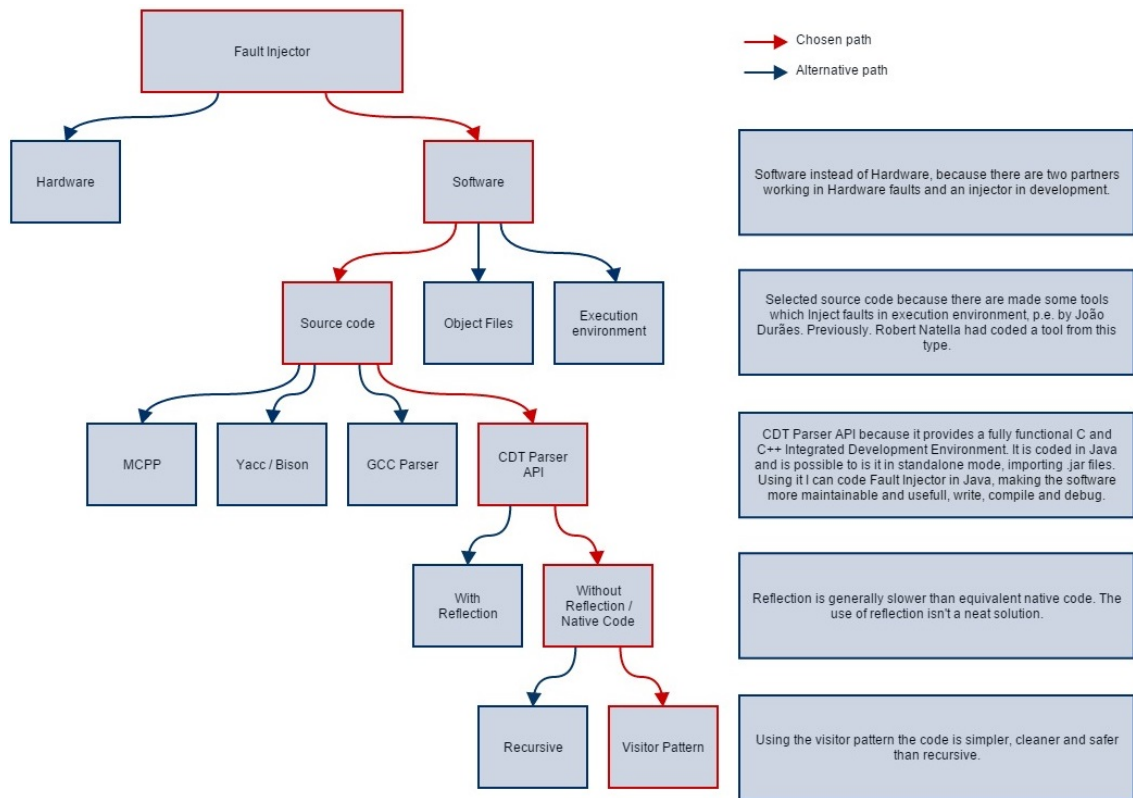 Fault Injector
Chosen path
Alternative path
Hardware
Software
Software instead of Hardware, because there are two partners
working in Hardware faults and an injector in development.
Source code
Object Files
Execution
environment
Selected source code because there are made some tools
which Inject faults in execution environment, p.e. by João
Durães. Previously. Robert Natella had coded a tool from this
type.
MCPP
Yacc / Bison
GCC Parser
CDT Parser
API
CDT Parser API because it provides a fully functional C and
C++ Integrated Development Environment. It is coded in Java
and is possible to is it in standalone mode, importing .jar files.
Using it I can code Fault Injector in Java, making the software
more maintainable and usefull, write, compile and debug.
With
Reflection
Without
Reflection /
Native Code
Reflection is generally slower than equivalent native code. The
use of reflection isn't a neat solution.
Recursive
Visitor Pattern
Using the visitor pattern the code is simpler, cleaner and safer
than recursive.